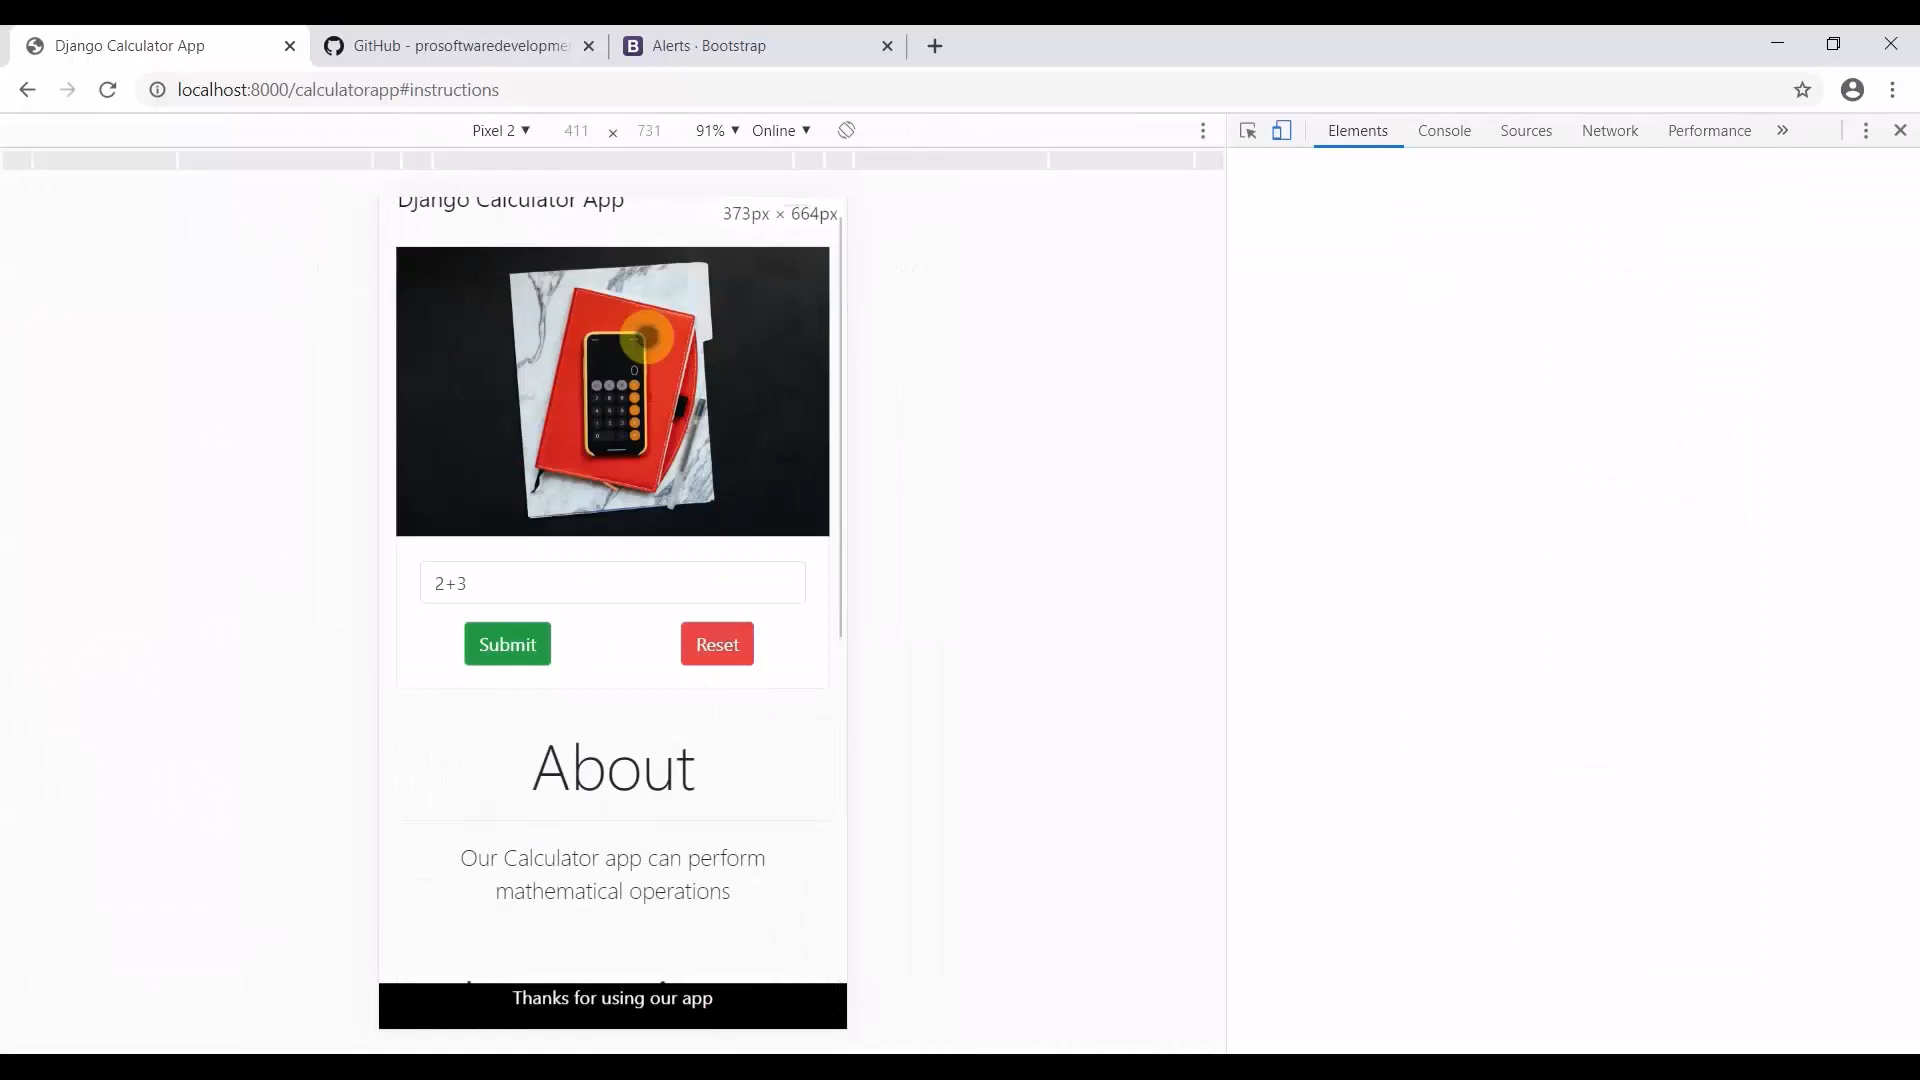 Django Calculator App
GitHub - prosoftwaredevelopme
Alerts · Bootstrap
localhost:8000/calculatorapp#instructions
Pixel 2 ▼ 411 × 731 91% ▼ Online ▼
Elements Console Sources Network Performance »
Django Calculator App
373px × 664px
0
2+3
Submit Reset
About
Our Calculator app can perform
mathematical operations
Thanks for using our app